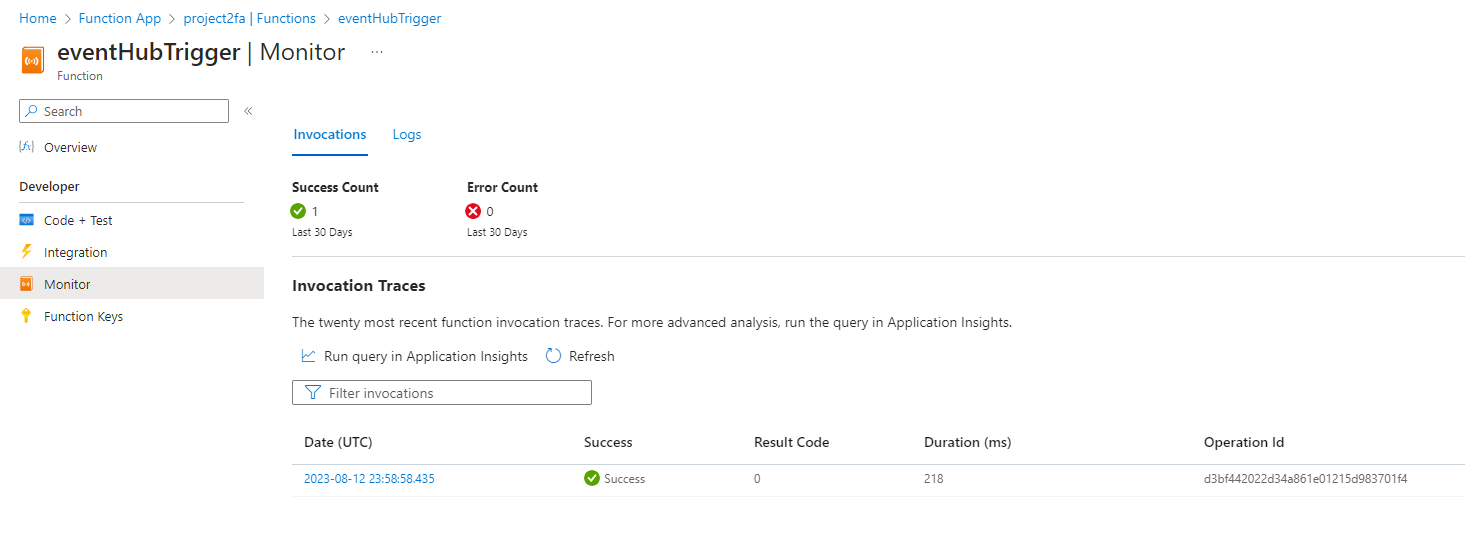 Home > Function App > project2fa | Functions > eventHubTrigger
eventHubTrigger | Monitor ...
Function
Search «
Overview
Developer
Code + Test
Integration
Monitor
Function Keys
Invocations Logs
Success Count Error Count
1 0
Last 30 Days Last 30 Days
Invocation Traces
The twenty most recent function invocation traces. For more advanced analysis, run the query in Application Insights.
Run query in Application Insights Refresh
Filter invocations
Date (UTC) Success Result Code Duration (ms) Operation Id
2023-08-12 23:58:58.435 Success 0 218 d3bf442022d34a861e01215d983701f4